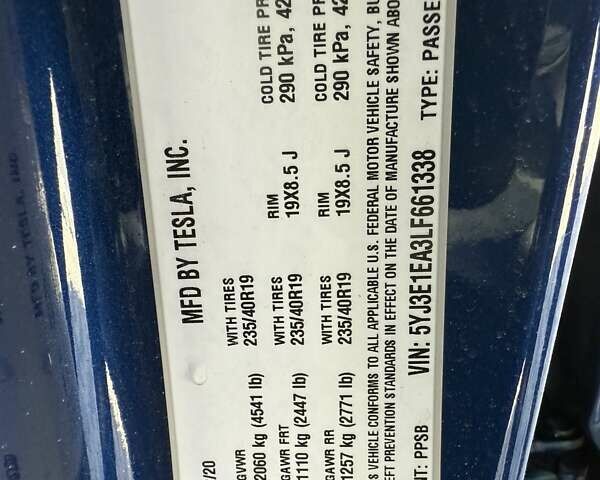 MFD BY TESLA, INC.
/20
GVWR
2060 kg (4541 lb)
WITH TIRES
235/40R19
GAWR FRT
1110 kg (2447 lb)
WITH TIRES
235/40R19
RIM
19X8.5 J
COLD TIRE PR
290 kPa, 42
GAWR RR
1257 kg (2771 lb)
WITH TIRES
235/40R19
RIM
19X8.5 J
COLD TIRE PR
290 kPa, 42
S VEHICLE CONFORMS TO ALL APPLICABLE U.S. FEDERAL MOTOR VEHICLE SAFETY, BU
EFT PREVENTION STANDARDS IN EFFECT ON THE DATE OF MANUFACTURE SHOWN ABO
NT: PPSB
VIN: 5YJ3E1EA3LF661338
TYPE: PASSE